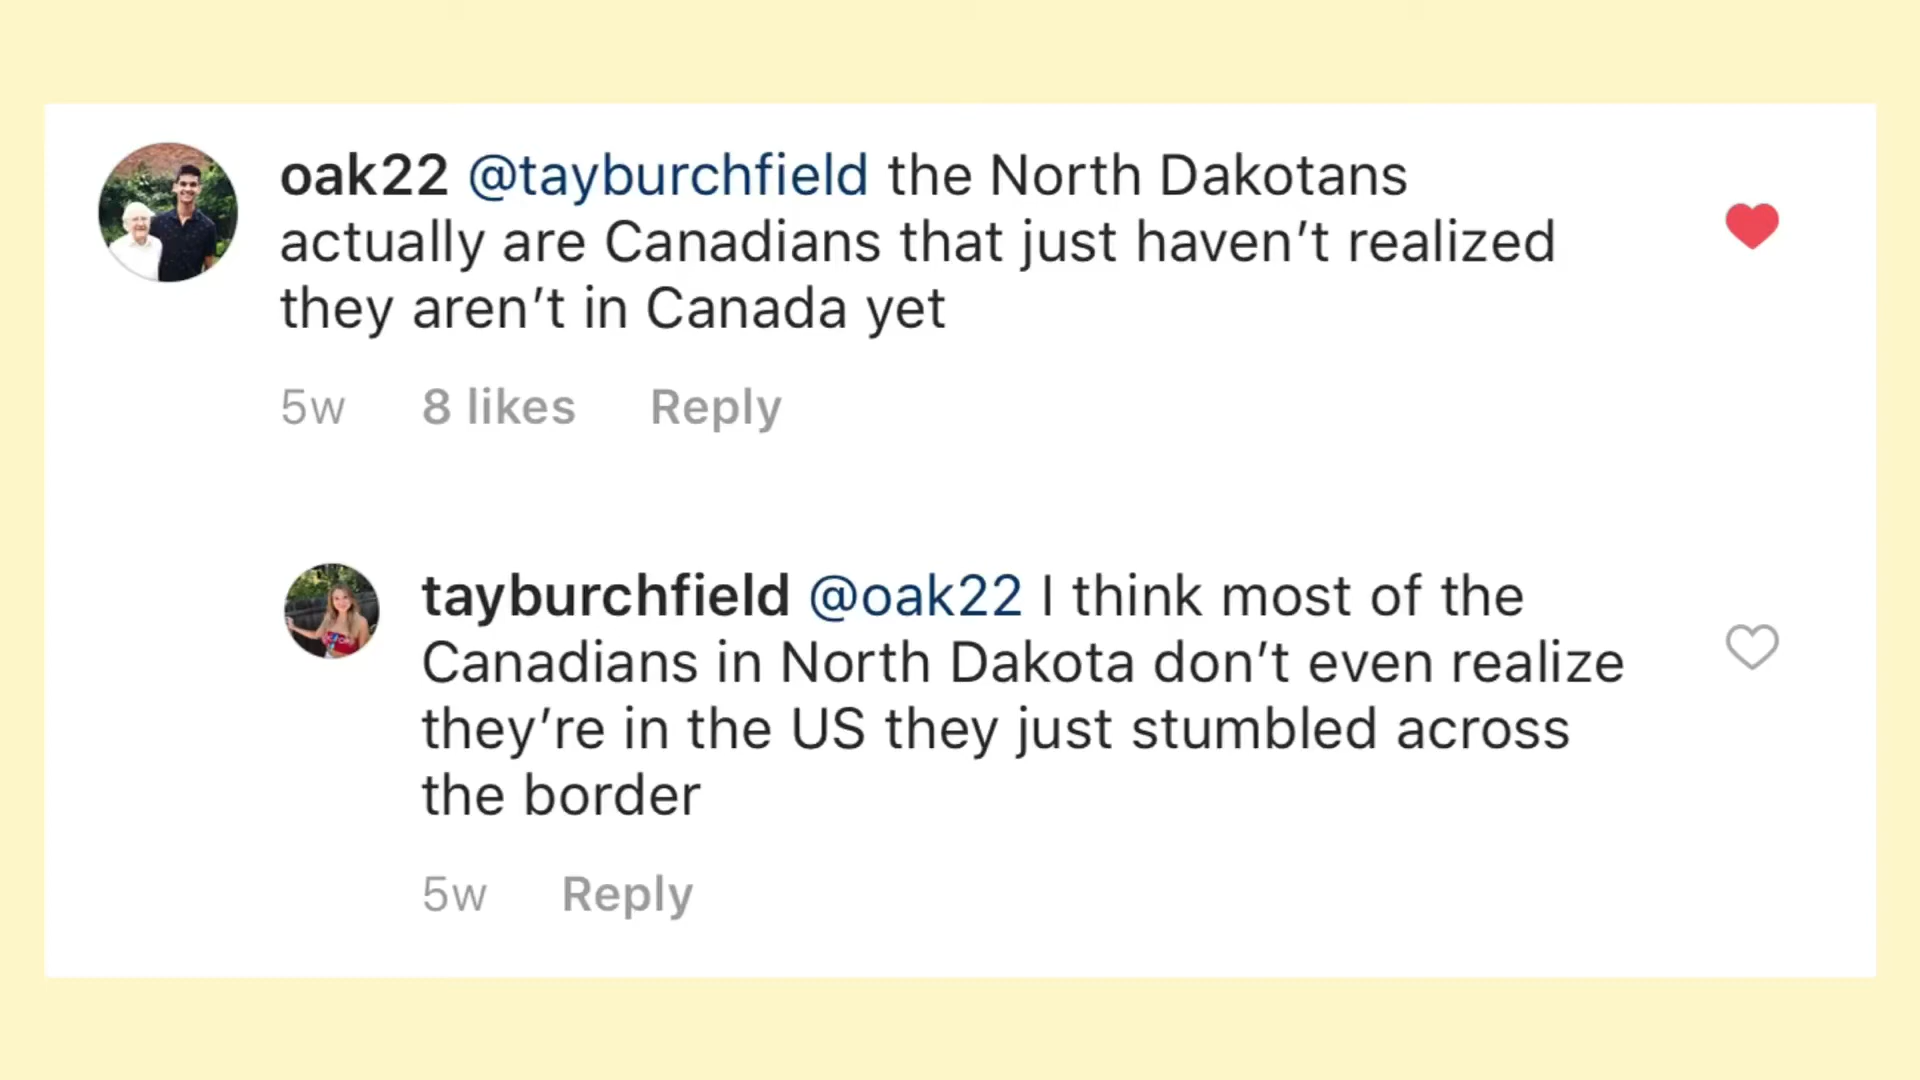 oak22 @tayburchfield the North Dakotans
actually are Canadians that just haven’t realized
they aren’t in Canada yet
5w 8 likes Reply
tayburchfield @oak22 I think most of the
Canadians in North Dakota don’t even realize
they’re in the US they just stumbled across
the border
5w Reply